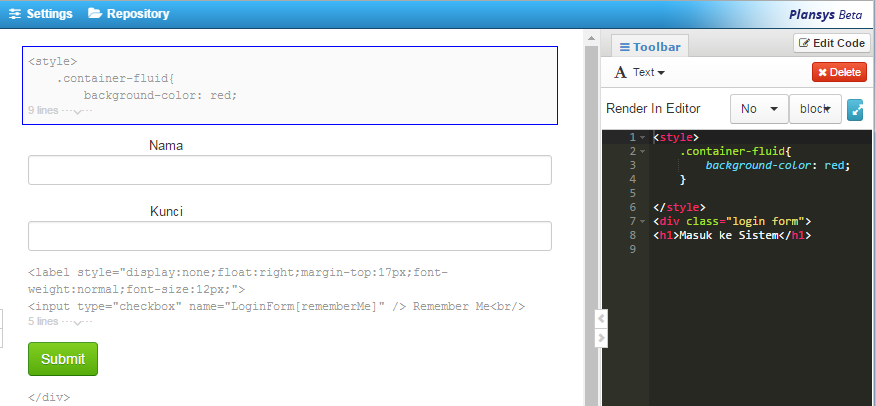 Settings Repository Plansys Beta
<style>
.container-fluid{
background-color: red;
9 lines
Nama
Kunci
<label style="display:none;float:right;margin-top:17px;font-
weight:normal;font-size:12px;">
<input type="checkbox" name="LoginForm[rememberMe]" /> Remember Me<br/>
5 lines
Submit
</div>
Toolbar Edit Code
A Text Delete
Render In Editor No block
1 <style>
2 .container-fluid{
3 background-color: red;
4 }
5
6 </style>
7 <div class="login form">
8 <h1>Masuk ke Sistem</h1>
9